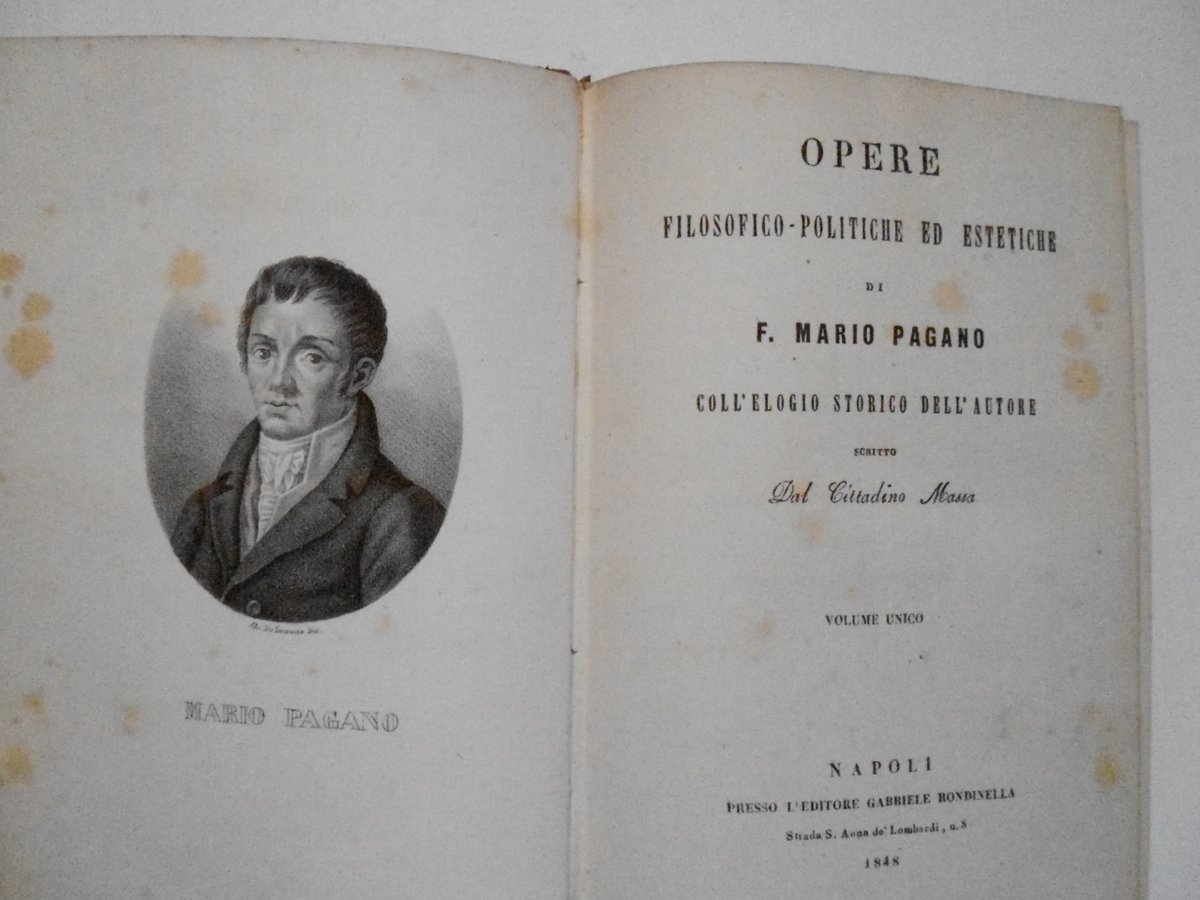 MARIO PAGANO
OPERE
FILOSOFICO-POLITICHE ED ESTETICHE
DI
F. MARIO PAGANO
COLL'ELOGIO STORICO DELL'AUTORE
SCRITTO
Dal Cittadino Massa
VOLUME UNICO
NAPOLI
PRESSO L'EDITORE GABRIELE RONDINELLA
Strada S. Anna de' Lombardi, n. 8
1848